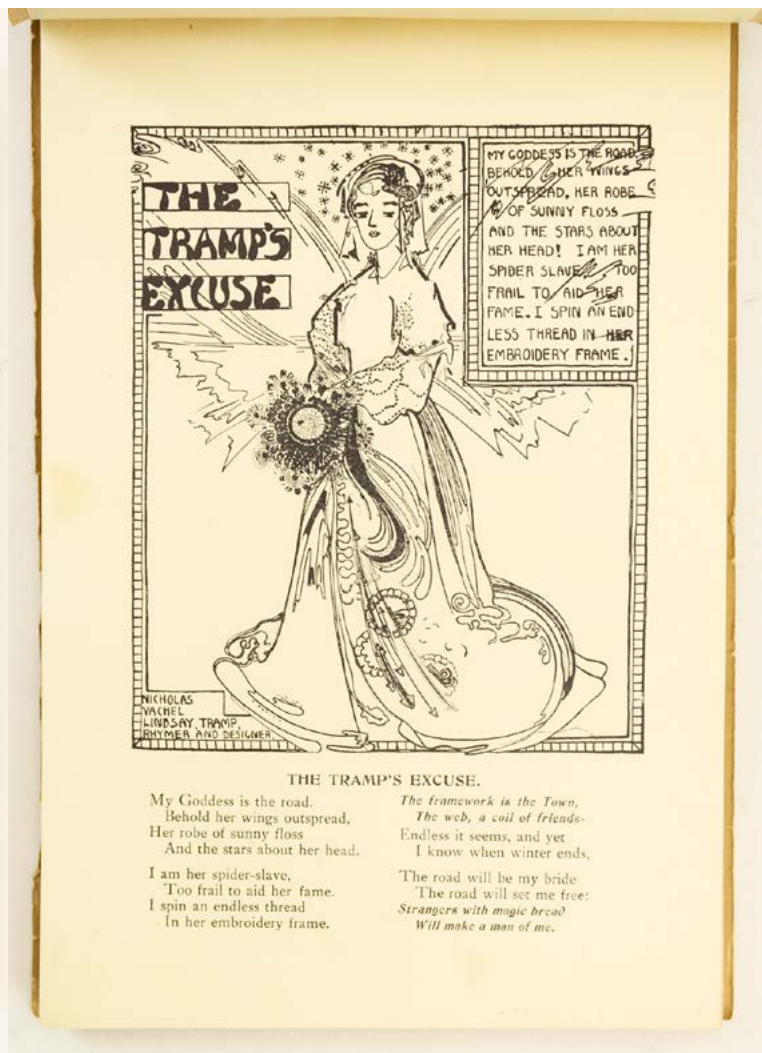 THE
TRAMP'S
EXCUSE
MY GODDESS IS THE ROAD
BEHOLD HER WINGS
OUTSPREAD, HER ROBE
OF SUNNY FLOSS
AND THE STARS ABOUT
HER HEAD! I AM HER
SPIDER SLAVE! TOO
FRAIL TO AID HER
FAME. I SPIN AN END
LESS THREAD IN HER
EMBROIDERY FRAME.
NICHOLAS
VACHEL
LINDSAY, TRAMP,
RHYMER AND DESIGNER.
THE TRAMP'S EXCUSE.
My Goddess is the road.
Behold her wings outspread,
Her robe of sunny floss
And the stars about her head.
I am her spider-slave,
Too frail to aid her fame.
I spin an endless thread
In her embroidery frame.
The framework is the Town,
The web, a coil of friends-
Endless it seems, and yet
I know when winter ends,
The road will be my bride
The road will set me free:
Strangers with magic bread
Will make a man of me.